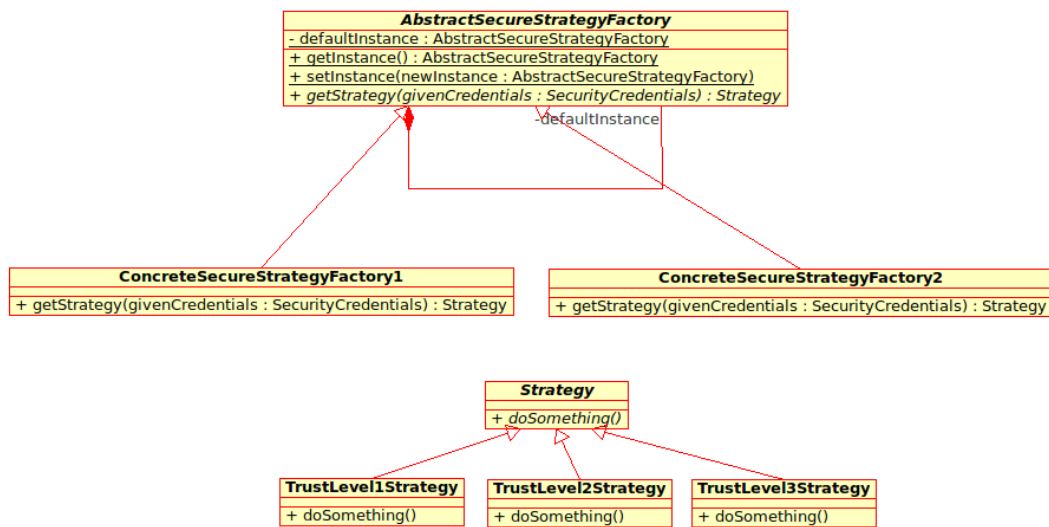 AbstractSecureStrategyFactory
- defaultInstance : AbstractSecureStrategyFactory
+ getInstance() : AbstractSecureStrategyFactory
+ setInstance(newInstance : AbstractSecureStrategyFactory)
+ getStrategy(givenCredentials : SecurityCredentials) : Strategy
-defaultInstance
ConcreteSecureStrategyFactory1
+ getStrategy(givenCredentials : SecurityCredentials) : Strategy
ConcreteSecureStrategyFactory2
+ getStrategy(givenCredentials : SecurityCredentials) : Strategy
Strategy
+ doSomething()
TrustLevel1Strategy
+ doSomething()
TrustLevel2Strategy
+ doSomething()
TrustLevel3Strategy
+ doSomething()